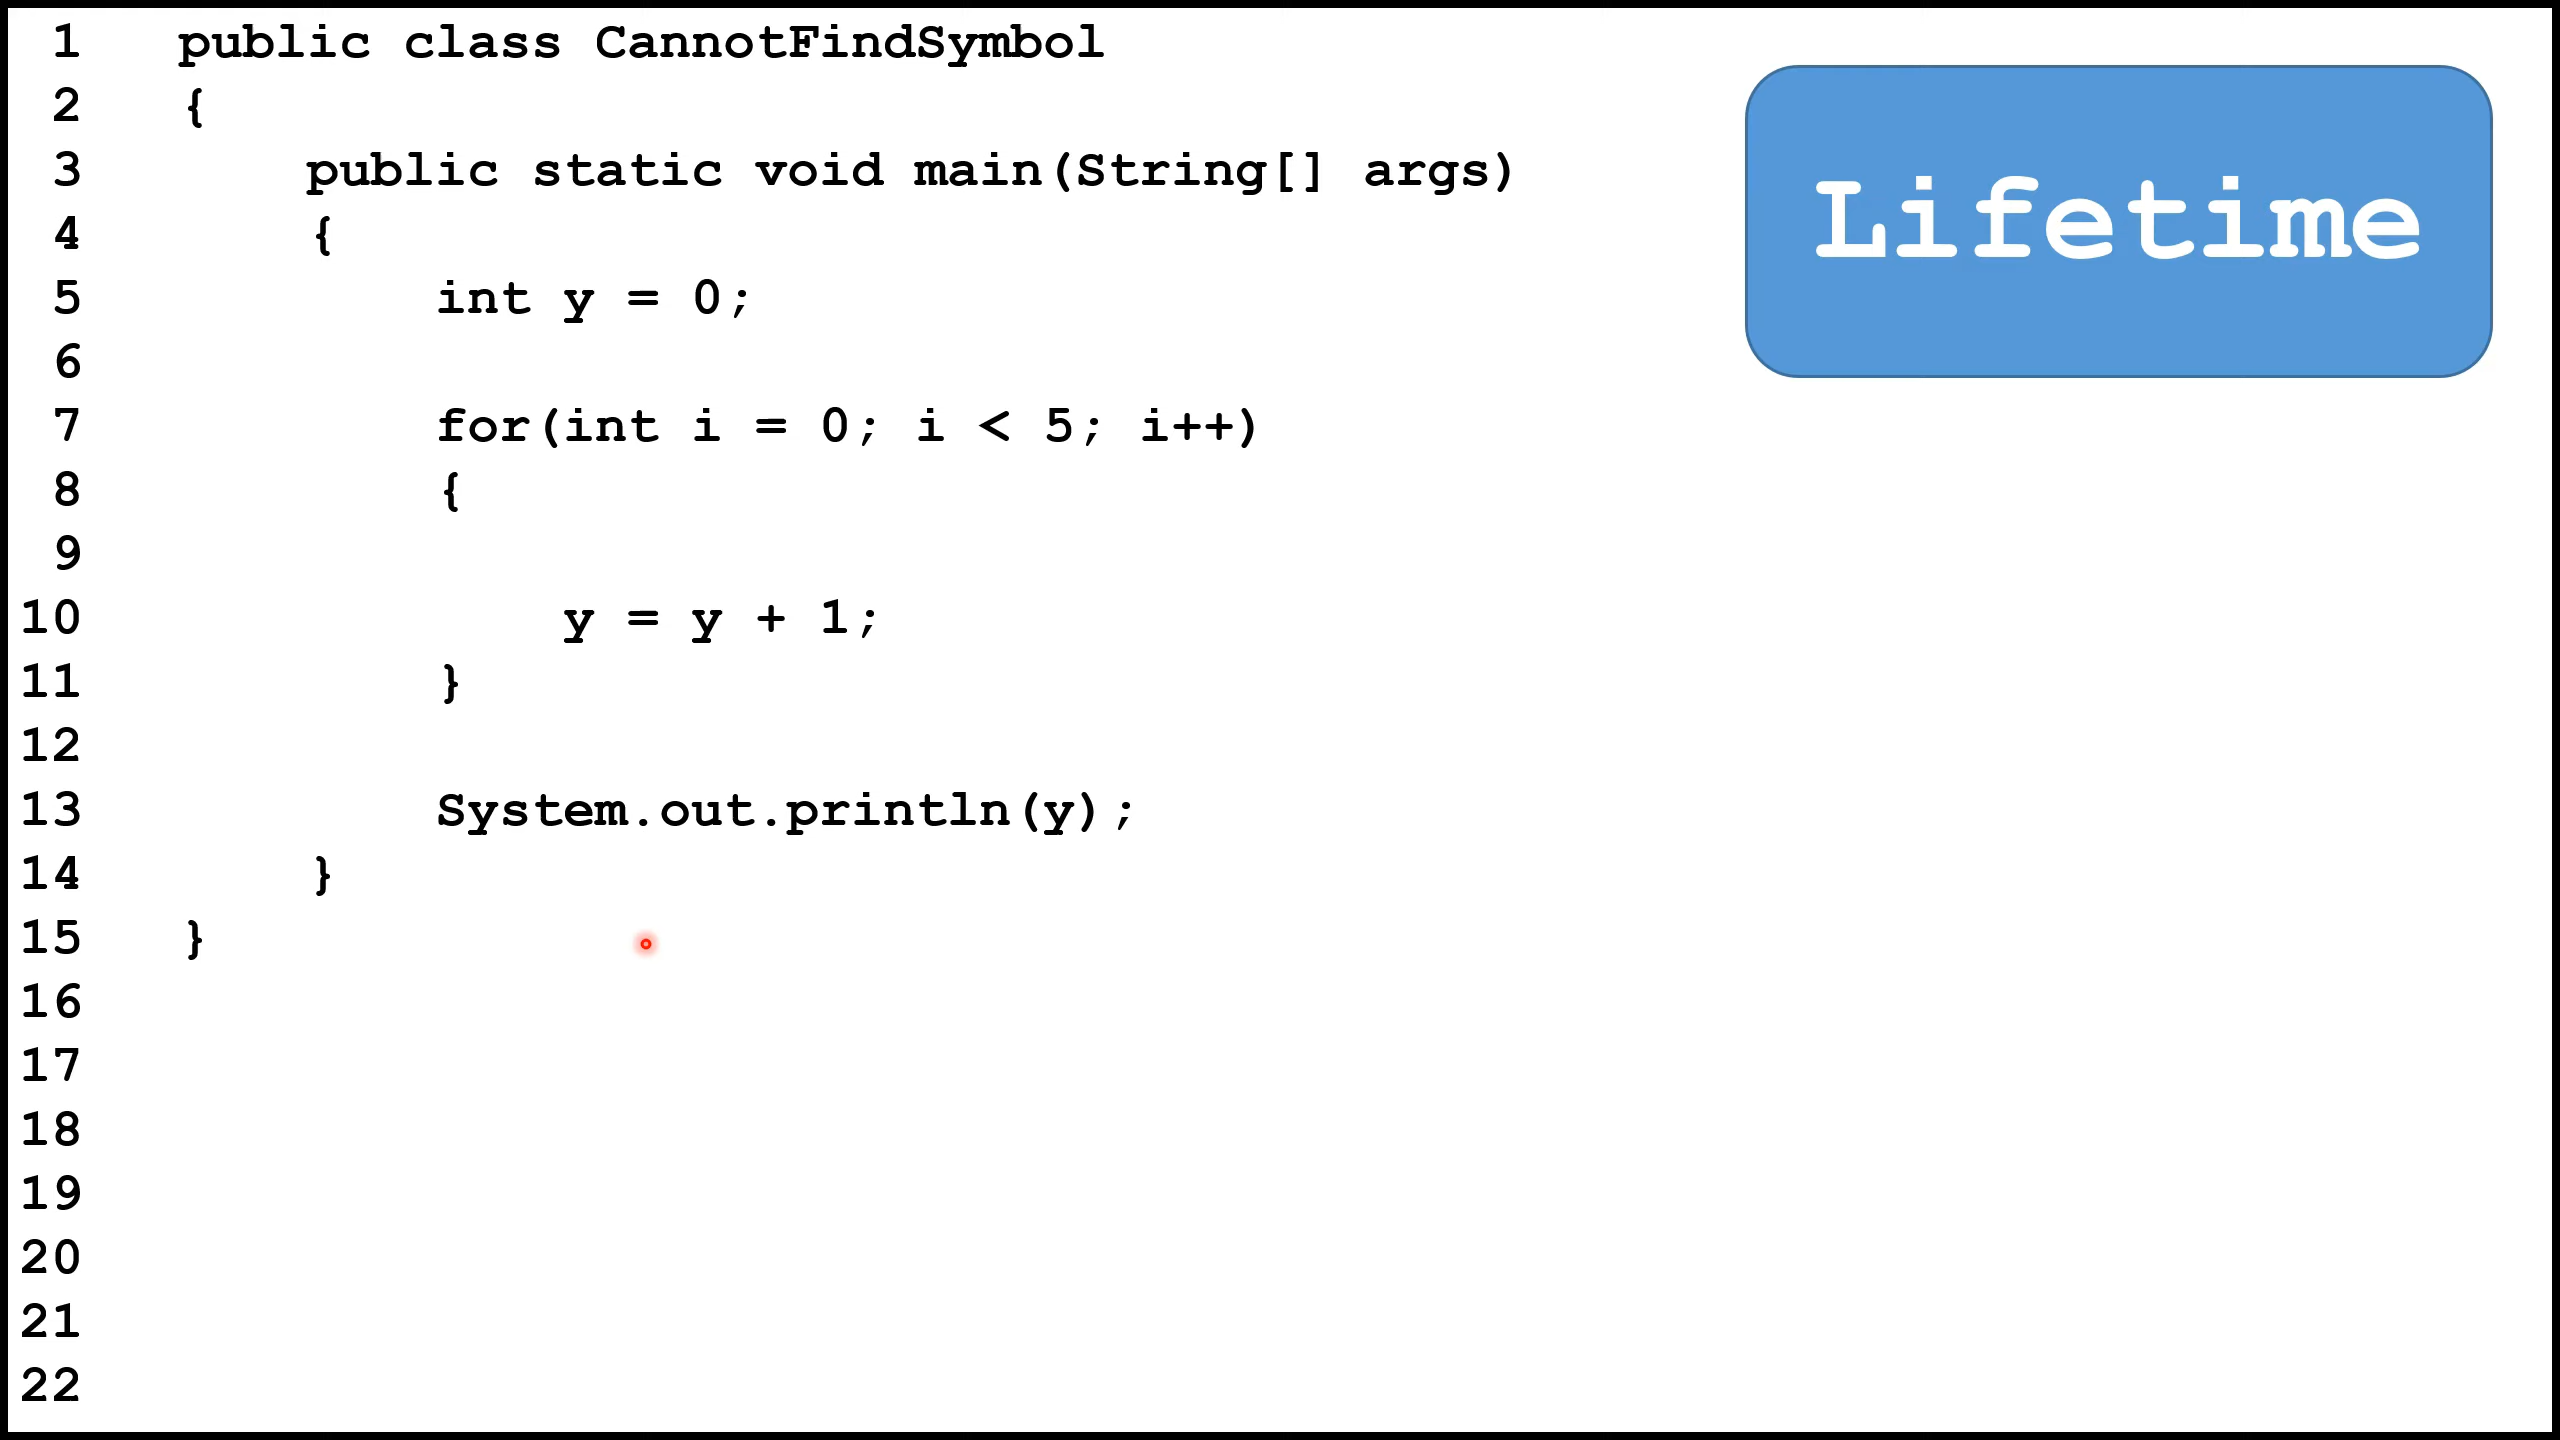 1 public class CannotFindSymbol
2 {
3 public static void main(String[] args)
4 {
5 int y = 0;
6
7 for(int i = 0; i < 5; i++)
8 {
9
10 y = y + 1;
11 }
12
13 System.out.println(y);
14 }
15 }
16
17
18
19
20
21
22
Lifetime